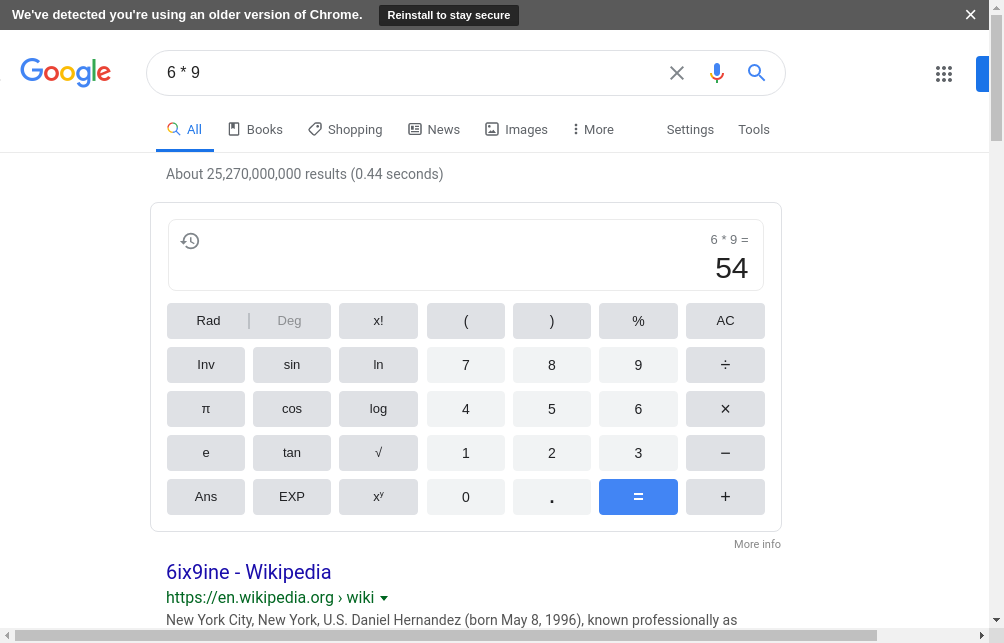 We've detected you're using an older version of Chrome. Reinstall to stay secure
Google 6 * 9
All Books Shopping News Images More Settings Tools
About 25,270,000,000 results (0.44 seconds)
6 * 9 =
54
Rad Deg x! ( ) % AC
Inv sin ln 7 8 9 ÷
π cos log 4 5 6 ×
e tan √ 1 2 3 −
Ans EXP xʸ 0 . = +
More info
6ix9ine - Wikipedia
https://en.wikipedia.org › wiki
New York City, New York, U.S. Daniel Hernandez (born May 8, 1996), known professionally as